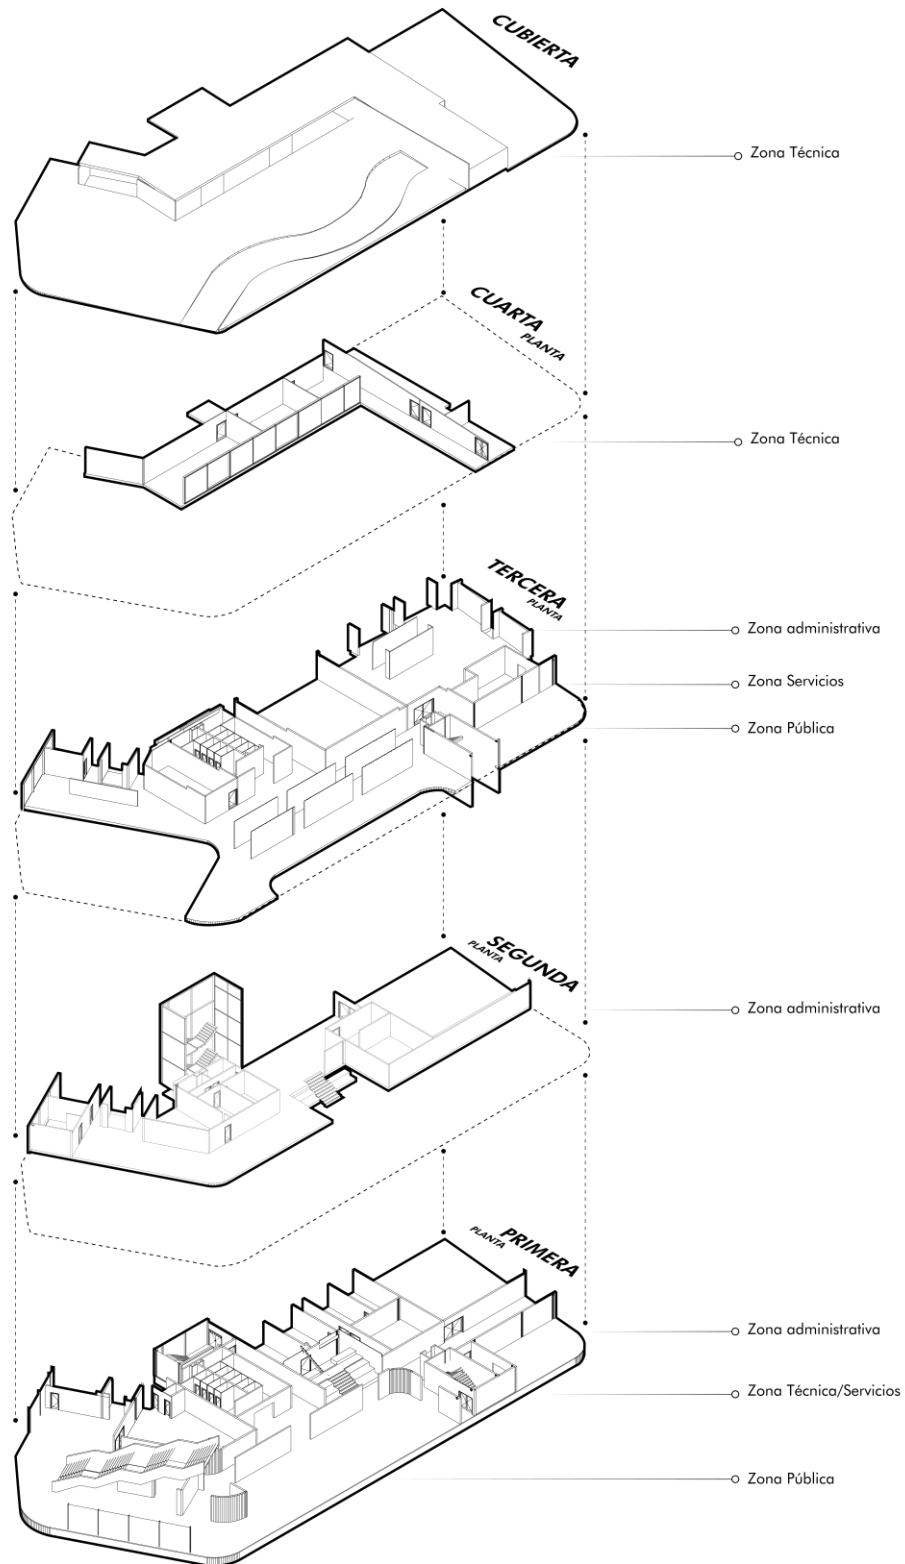 CUBIERTA
Zona Técnica
CUARTA
PLANTA
Zona Técnica
TERCERA
PLANTA
Zona administrativa
Zona Servicios
Zona Pública
SEGUNDA
PLANTA
Zona administrativa
PRIMERA
PLANTA
Zona administrativa
Zona Técnica/Servicios
Zona Pública